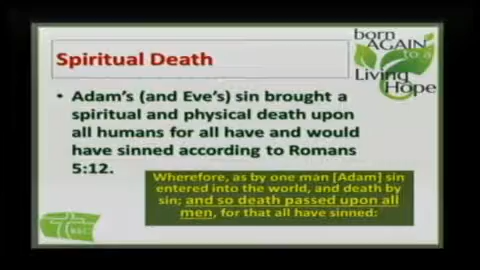 born
AGAIN
to a
Living
Hope
Spiritual Death
• Adam's (and Eve's) sin brought a
spiritual and physical death upon
all humans for all have and would
have sinned according to Romans
5:12.
Wherefore, as by one man [Adam] sin
entered into the world, and death by
sin; and so death passed upon all
men, for that all have sinned: